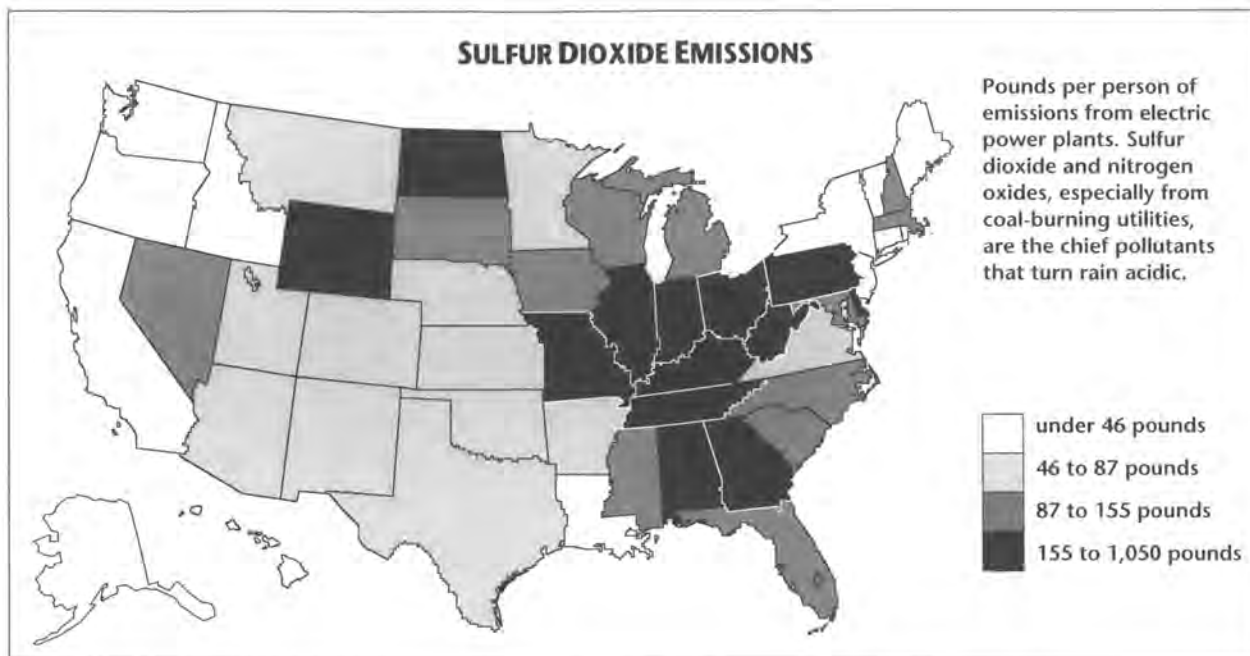 SULFUR DIOXIDE EMISSIONS
Pounds per person of
emissions from electric
power plants. Sulfur
dioxide and nitrogen
oxides, especially from
coal-burning utilities,
are the chief pollutants
that turn rain acidic.
under 46 pounds
46 to 87 pounds
87 to 155 pounds
155 to 1,050 pounds